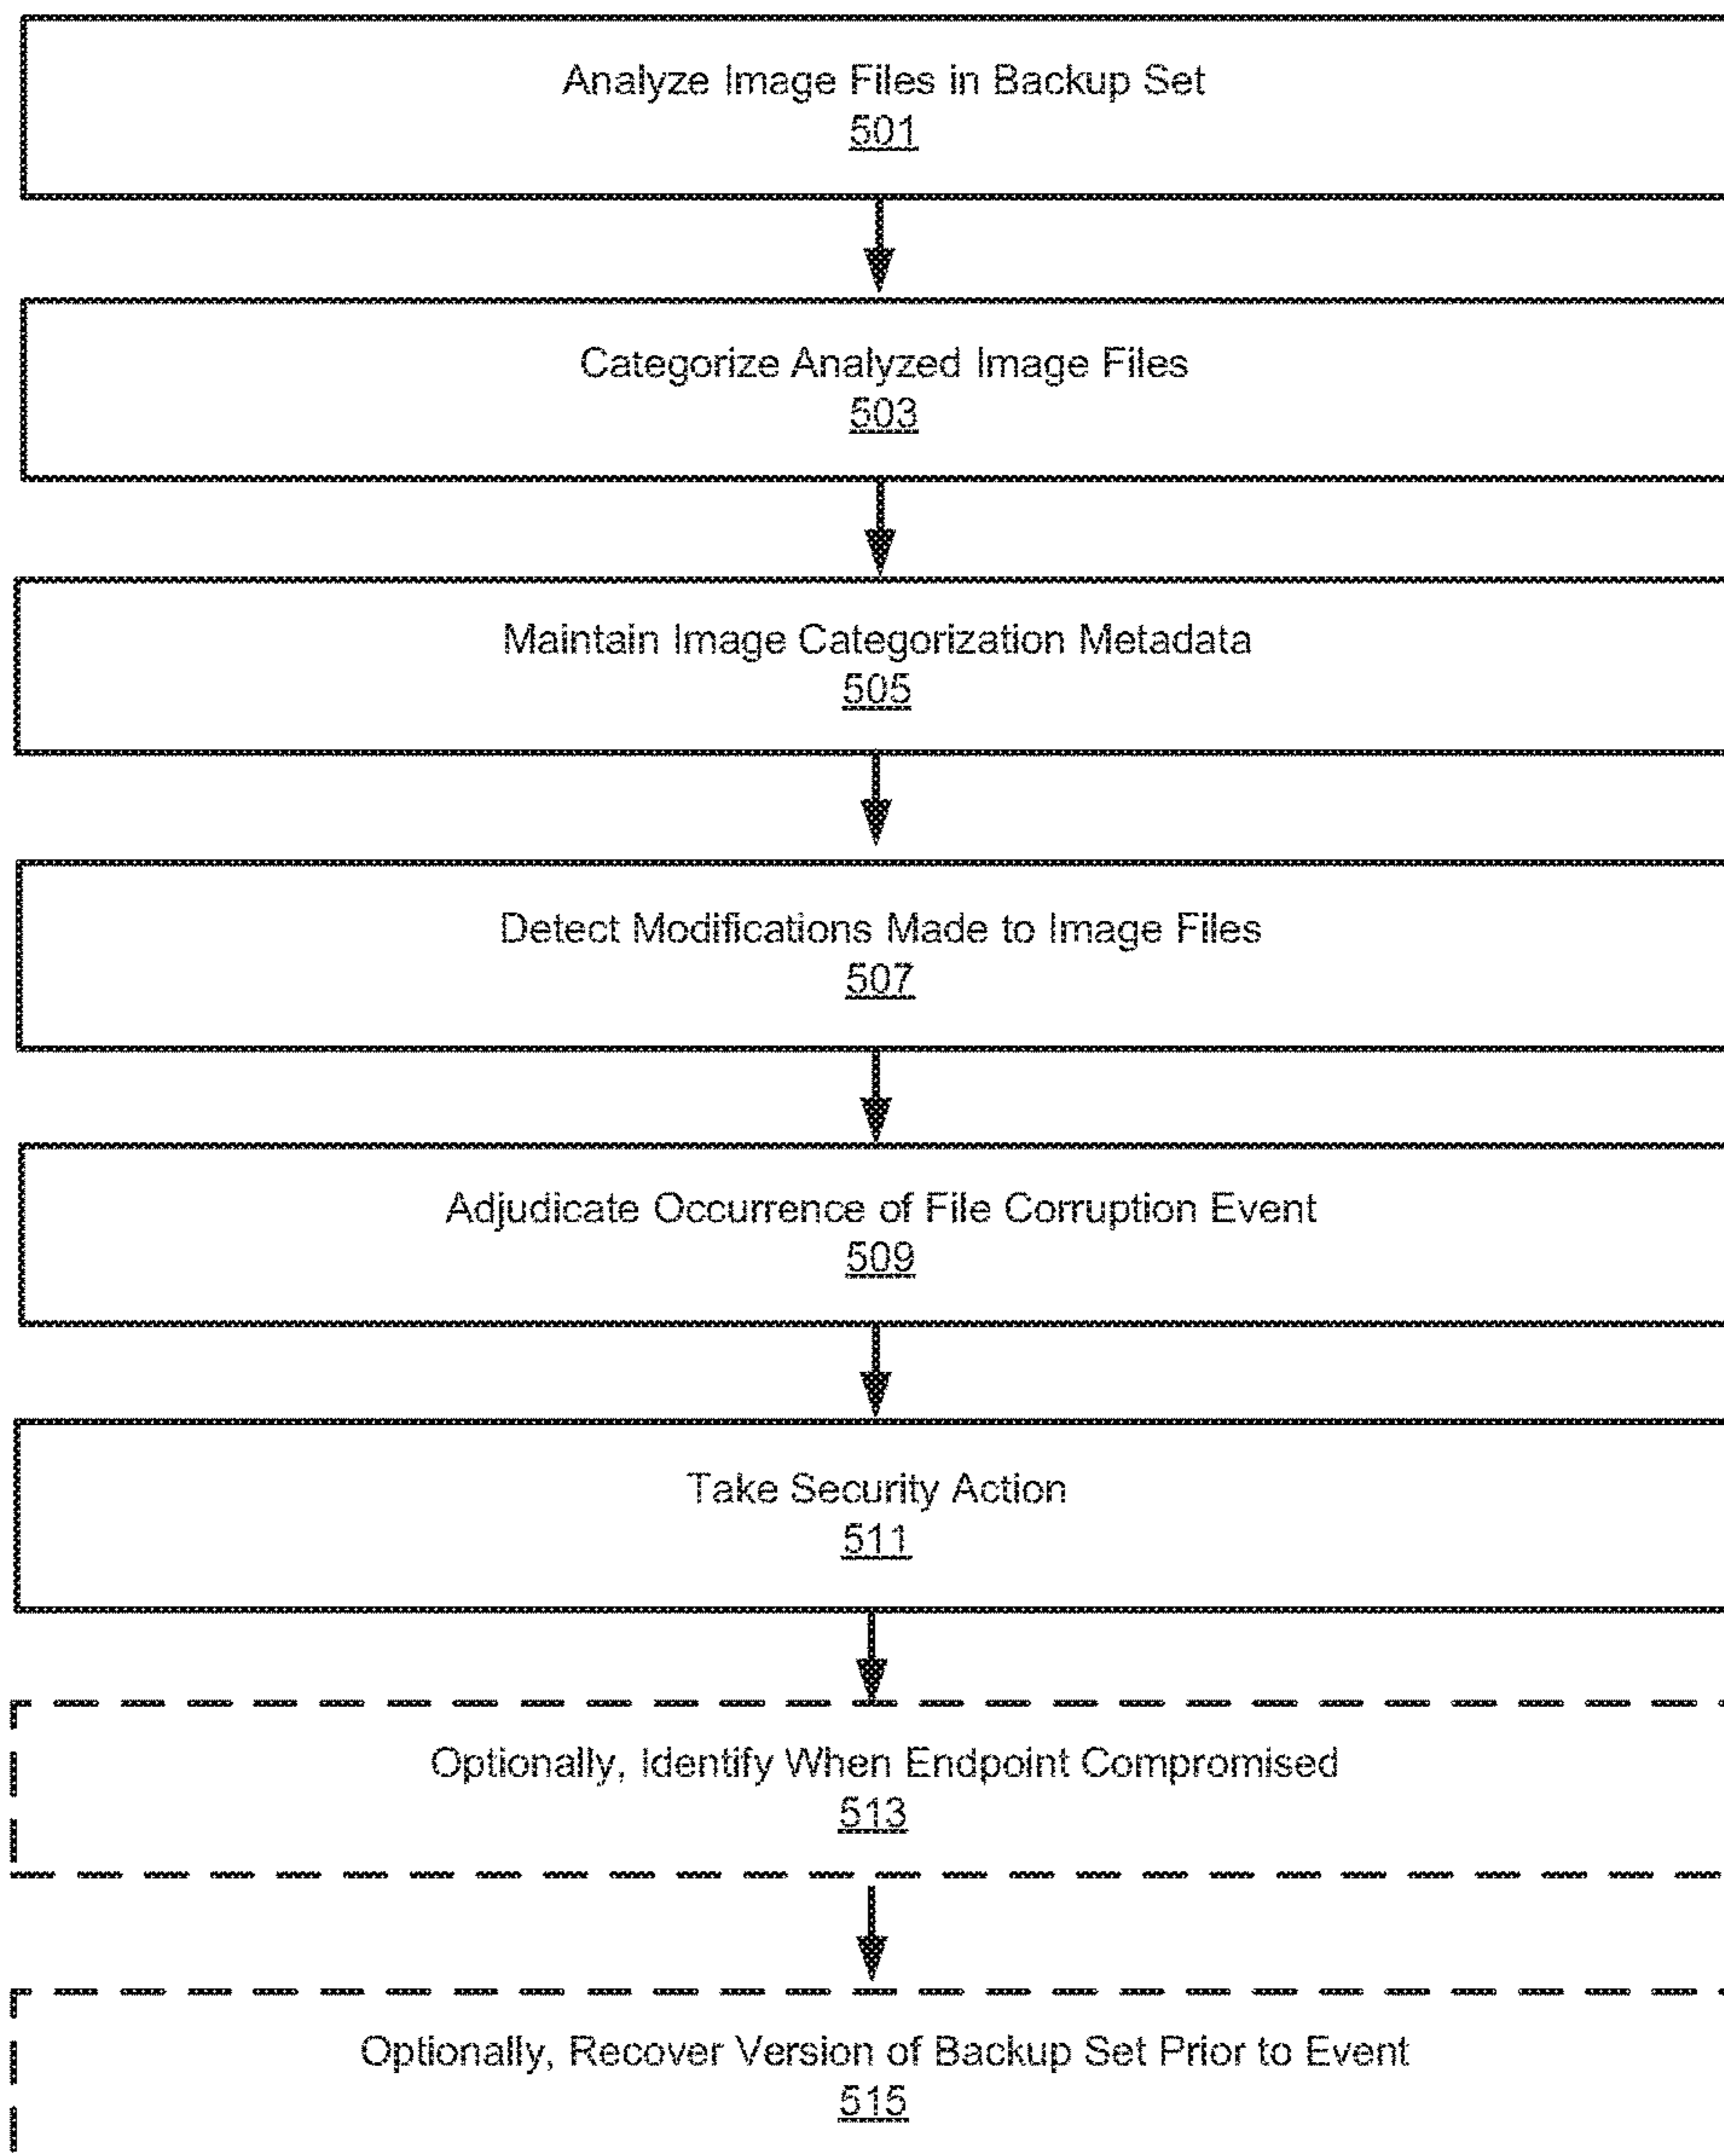 Analyze Image Files in Backup Set
501
Categorize Analyzed Image Files
503
Maintain Image Categorization Metadata
505
Detect Modifications Made to Image Files
507
Adjudicate Occurrence of File Corruption Event
509
Take Security Action
511
Optionally, Identify When Endpoint Compromised
513
Optionally, Recover Version of Backup Set Prior to Event
515